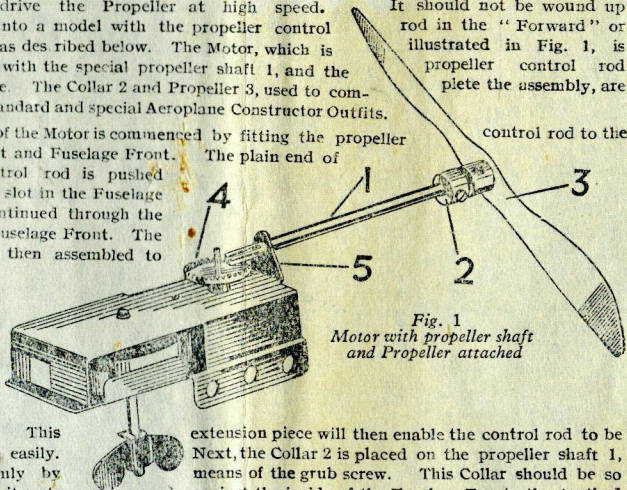 drive the Propeller at high speed.
nto a model with the propeller control
as des ribed below. The Motor, which is
with the special propeller shaft 1, and the
e. The Collar 2 and Propeller 3, used to com-
andard and special Aeroplane Constructor Outfits.
It should not be wound up
rod in the "Forward" or
illustrated in Fig. 1, is
propeller control rod
plete the assembly, are
of the Motor is commenced by fitting the propeller control rod to the
t and Fuselage Front. The plain end of
trol rod is pushed
slot in the Fuselage
ntinued through the
uselage Front. The
then assembled to
1
2
3
4
5
Fig. 1
Motor with propeller shaft
and Propeller attached
This extension piece will then enable the control rod to be
easily. Next, the Collar 2 is placed on the propeller shaft 1,
nly by means of the grub screw. This Collar should be so